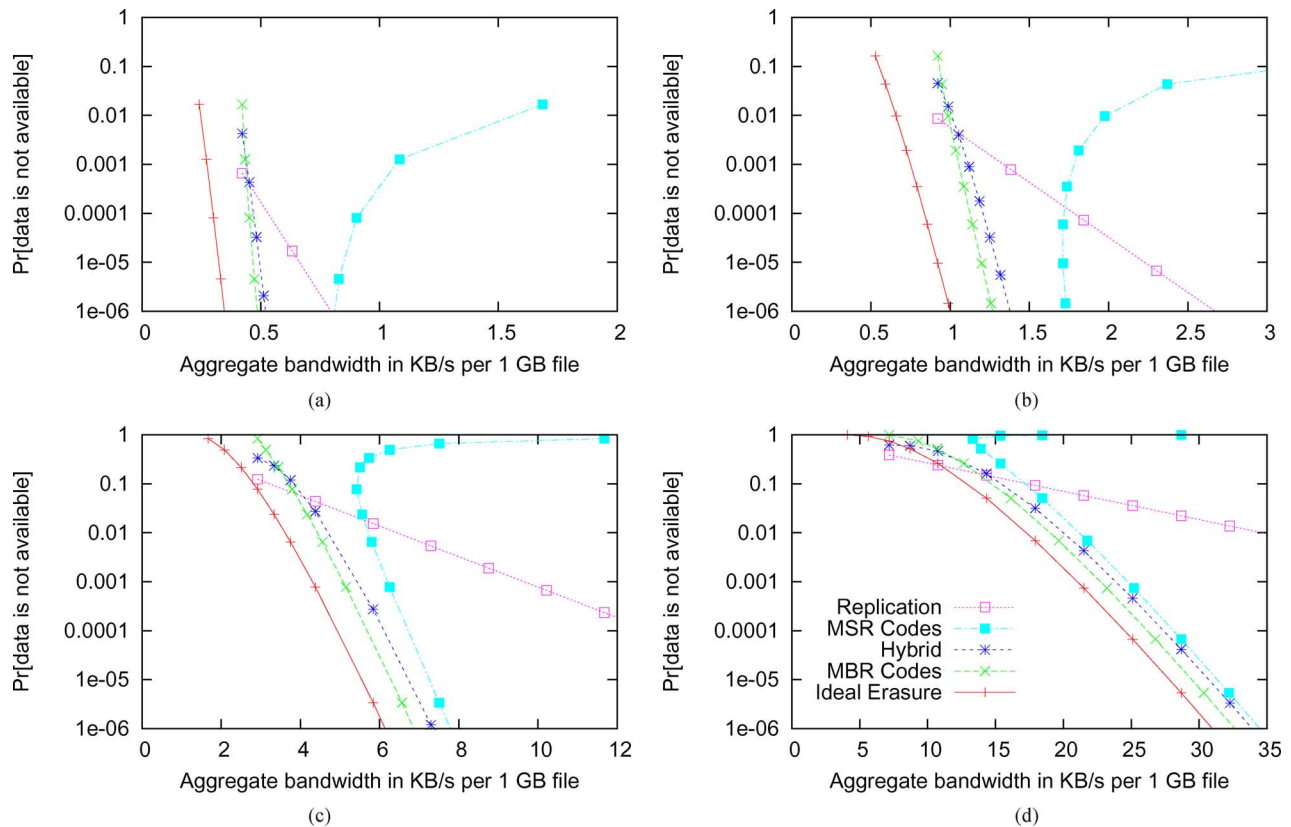 1
0.1
0.01
0.001
0.0001
1e-05
1e-06
Pr[data is not available]
0 0.5 1 1.5 2
Aggregate bandwidth in KB/s per 1 GB file
(a)
1
0.1
0.01
0.001
0.0001
1e-05
1e-06
Pr[data is not available]
0 0.5 1 1.5 2 2.5 3
Aggregate bandwidth in KB/s per 1 GB file
(b)
1
0.1
0.01
0.001
0.0001
1e-05
1e-06
Pr[data is not available]
0 2 4 6 8 10 12
Aggregate bandwidth in KB/s per 1 GB file
(c)
1
0.1
0.01
0.001
0.0001
1e-05
1e-06
Pr[data is not available]
Replication
MSR Codes
Hybrid
MBR Codes
Ideal Erasure
0 5 10 15 20 25 30 35
Aggregate bandwidth in KB/s per 1 GB file
(d)